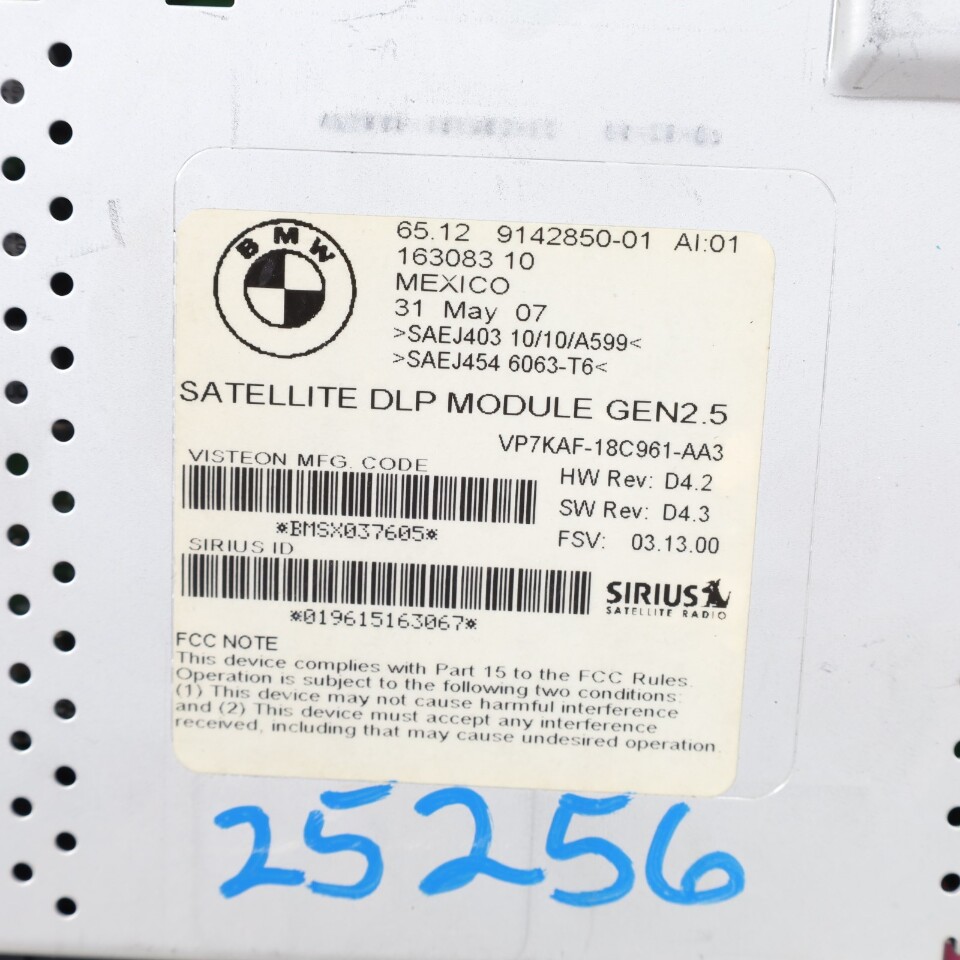 BMW
65.12 9142850-01 AI:01
163083 10
MEXICO
31 May 07
>SAEJ403 10/10/A599<
>SAEJ454 6063-T6<
SATELLITE DLP MODULE GEN2.5
VP7KAF-18C961-AA3
VISTEON MFG. CODE
HW Rev: D4.2
SW Rev: D4.3
*BMSX037605*
FSV: 03.13.00
SIRIUS ID
SIRIUS
SATELLITE RADIO
*019615163067*
FCC NOTE
This device complies with Part 15 to the FCC Rules.
Operation is subject to the following two conditions:
(1) This device may not cause harmful interference
and (2) This device must accept any interference
received, including that may cause undesired operation.
25256